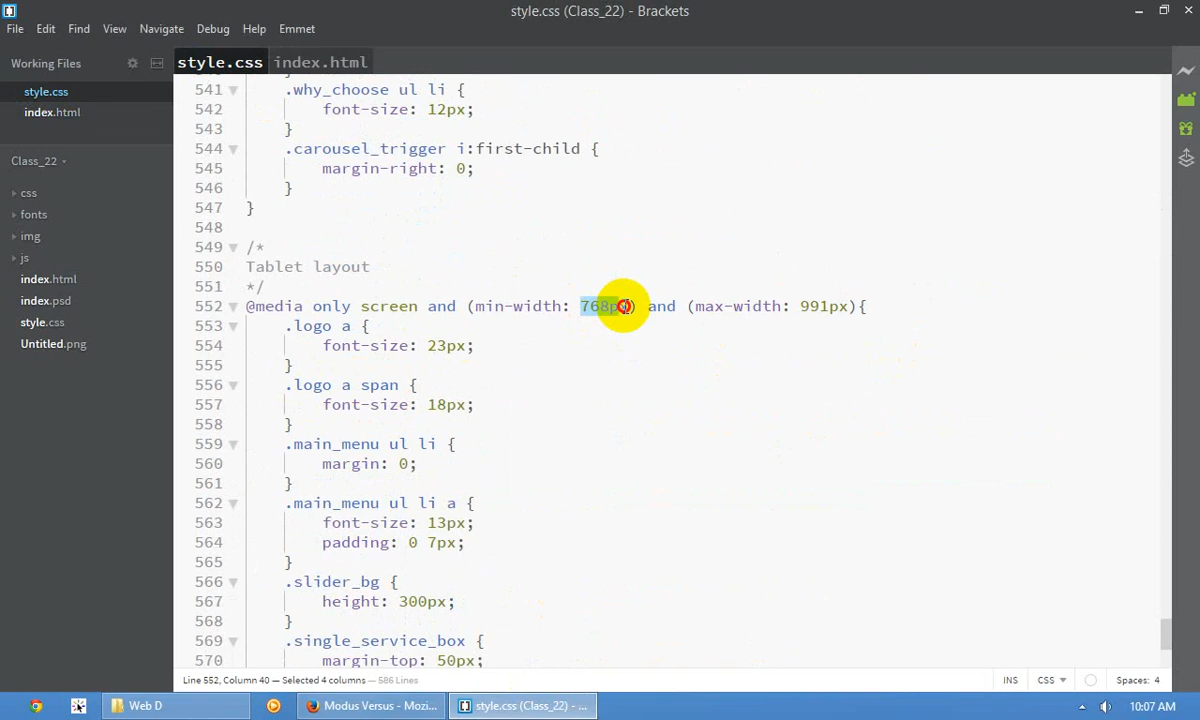 style.css (Class_22) - Brackets
File Edit Find View Navigate Debug Help Emmet
Working Files
style.css
index.html
Class_22
css
fonts
img
js
index.html
index.psd
style.css
Untitled.png
style.css index.html
541 .why_choose ul li {
542 font-size: 12px;
543 }
544 .carousel_trigger i:first-child {
545 margin-right: 0;
546 }
547 }
548
549 /*
550 Tablet layout
551 */
552 @media only screen and (min-width: 768px) and (max-width: 991px){
553 .logo a {
554 font-size: 23px;
555 }
556 .logo a span {
557 font-size: 18px;
558 }
559 .main_menu ul li {
560 margin: 0;
561 }
562 .main_menu ul li a {
563 font-size: 13px;
564 padding: 0 7px;
565 }
566 .slider_bg {
567 height: 300px;
568 }
569 .single_service_box {
570 margin-top: 50px;
Line 552, Column 40 — Selected 4 columns — 586 Lines
INS CSS Spaces: 4
Web D
Modus Versus - Mozi...
style.css (Class_22) - ...
10:07 AM